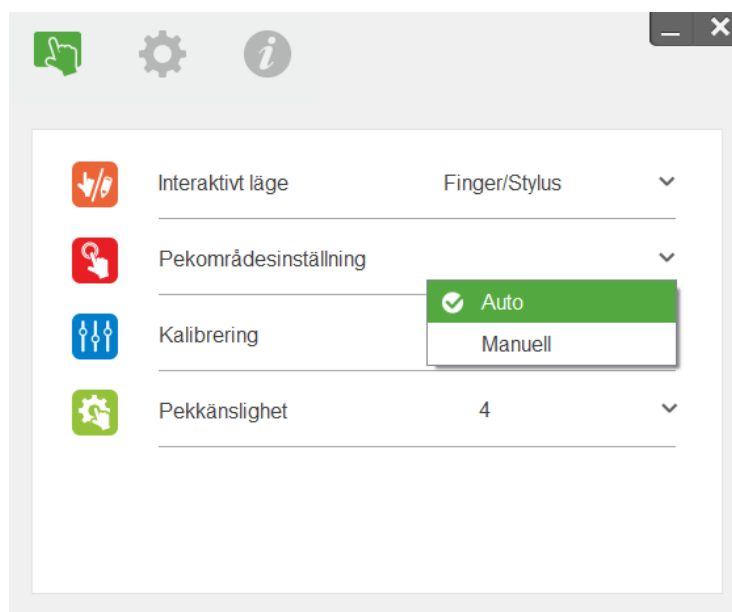 Interaktivt läge Finger/Stylus
Pekområdesinställning
Auto
Kalibrering
Manuell
Pekkänslighet 4